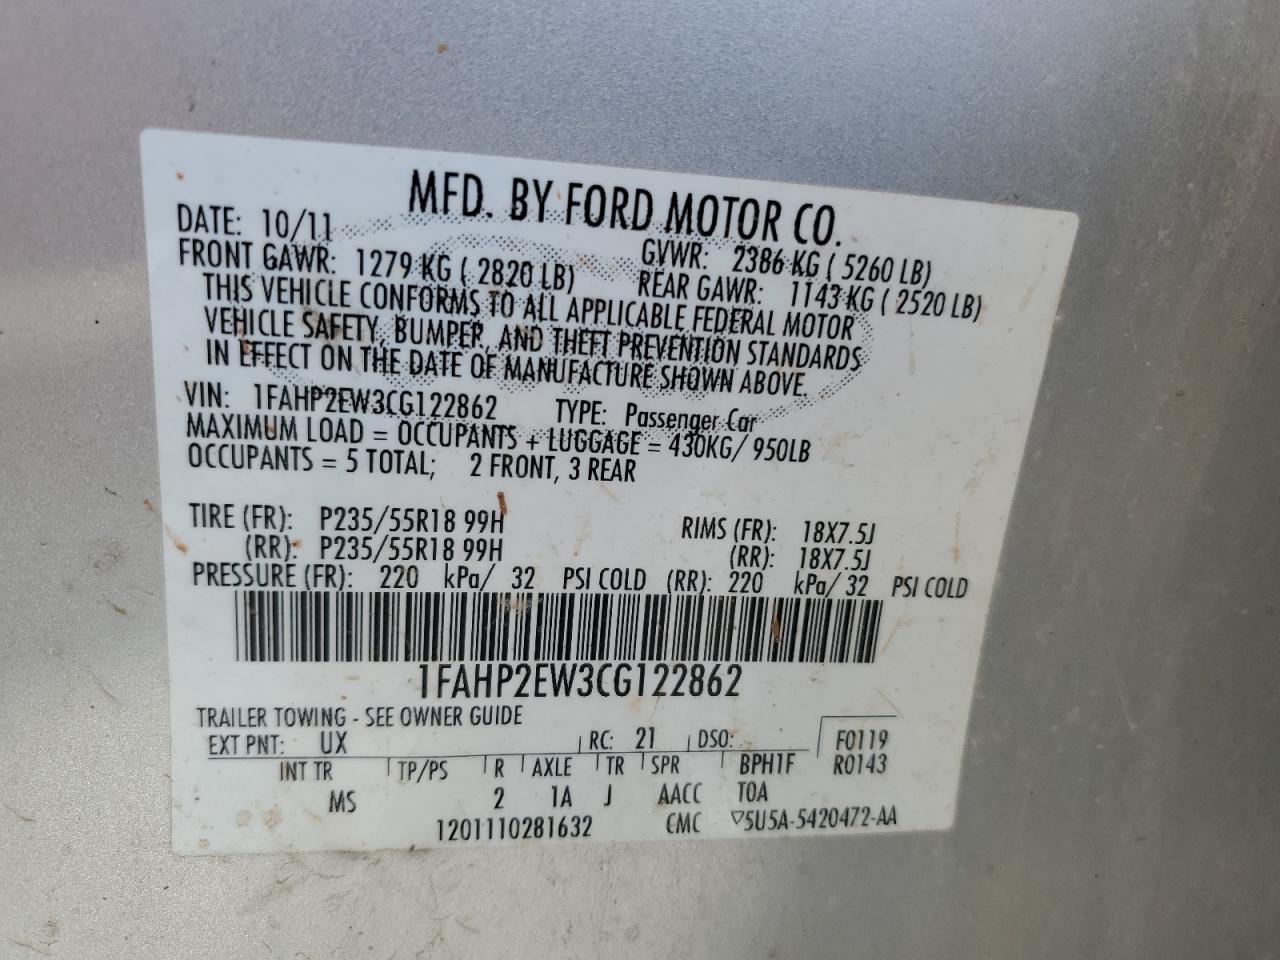 MFD. BY FORD MOTOR CO.
DATE: 10/11 GVWR: 2386 KG ( 5260 LB)
FRONT GAWR: 1279 KG ( 2820 LB) REAR GAWR: 1143 KG ( 2520 LB)
THIS VEHICLE CONFORMS TO ALL APPLICABLE FEDERAL MOTOR
VEHICLE SAFETY, BUMPER, AND THEFT PREVENTION STANDARDS
IN EFFECT ON THE DATE OF MANUFACTURE SHOWN ABOVE.
VIN: 1FAHP2EW3CG122862 TYPE: Passenger Car
MAXIMUM LOAD = OCCUPANTS + LUGGAGE = 430KG/ 950LB
OCCUPANTS = 5 TOTAL; 2 FRONT, 3 REAR
TIRE (FR): P235/55R18 99H RIMS (FR): 18X7.5J
(RR): P235/55R18 99H (RR): 18X7.5J
PRESSURE (FR): 220 kPa/ 32 PSI COLD (RR): 220 kPa/ 32 PSI COLD
1FAHP2EW3CG122862
TRAILER TOWING - SEE OWNER GUIDE
EXT PNT: UX RC: 21 DSO: F0119
INT TR TP/PS R AXLE TR SPR BPH1F R0143
MS 2 1A J AACC TOA
1201110281632 CMC ▽5U5A-5420472-AA